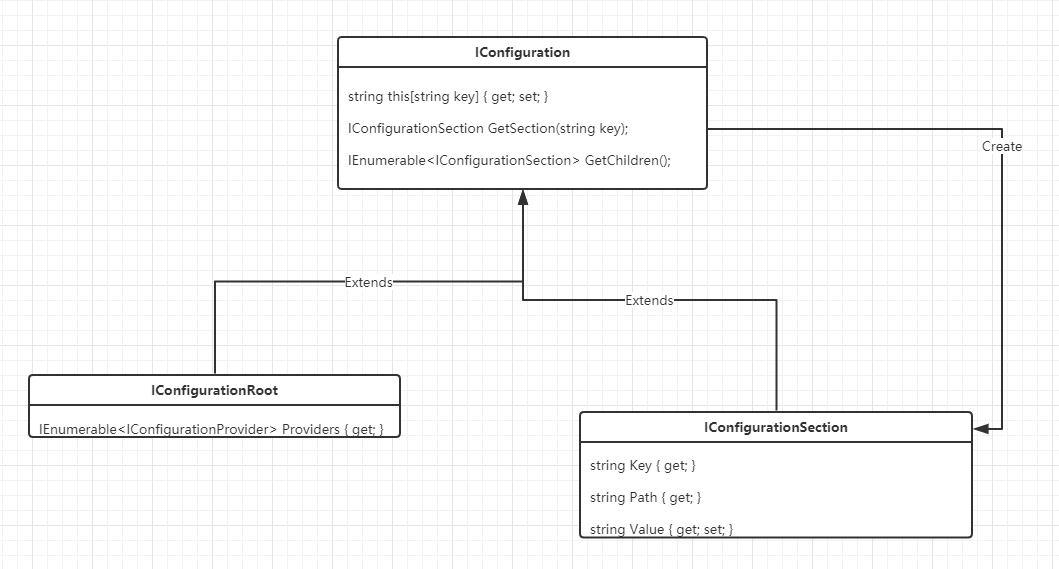 IConfiguration
string this[string key] { get; set; }
IConfigurationSection GetSection(string key);
IEnumerable<IConfigurationSection> GetChildren();
Create
Extends
Extends
IConfigurationRoot
IEnumerable<IConfigurationProvider> Providers { get; }
IConfigurationSection
string Key { get; }
string Path { get; }
string Value { get; set; }